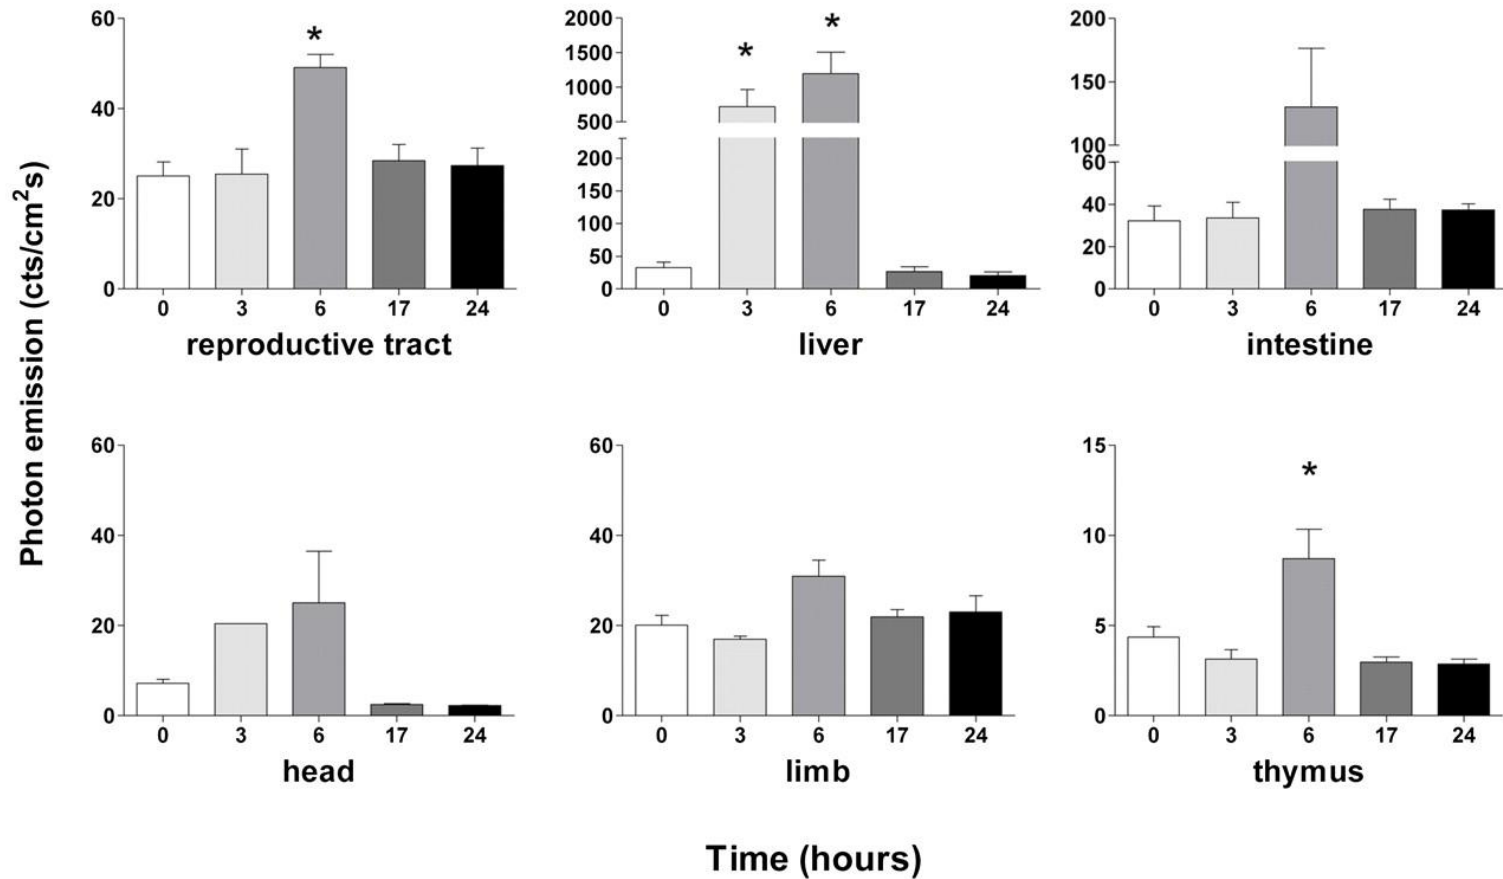 Photon emission (cts/cm²s)
60
40
20
0
*
0 3 6 17 24
reproductive tract
2000
1500
1000
500
200
150
100
50
0
*
*
0 3 6 17 24
liver
200
150
100
60
40
20
0
0 3 6 17 24
intestine
60
40
20
0
0 3 6 17 24
head
60
40
20
0
0 3 6 17 24
limb
15
10
5
0
*
0 3 6 17 24
thymus
Time (hours)